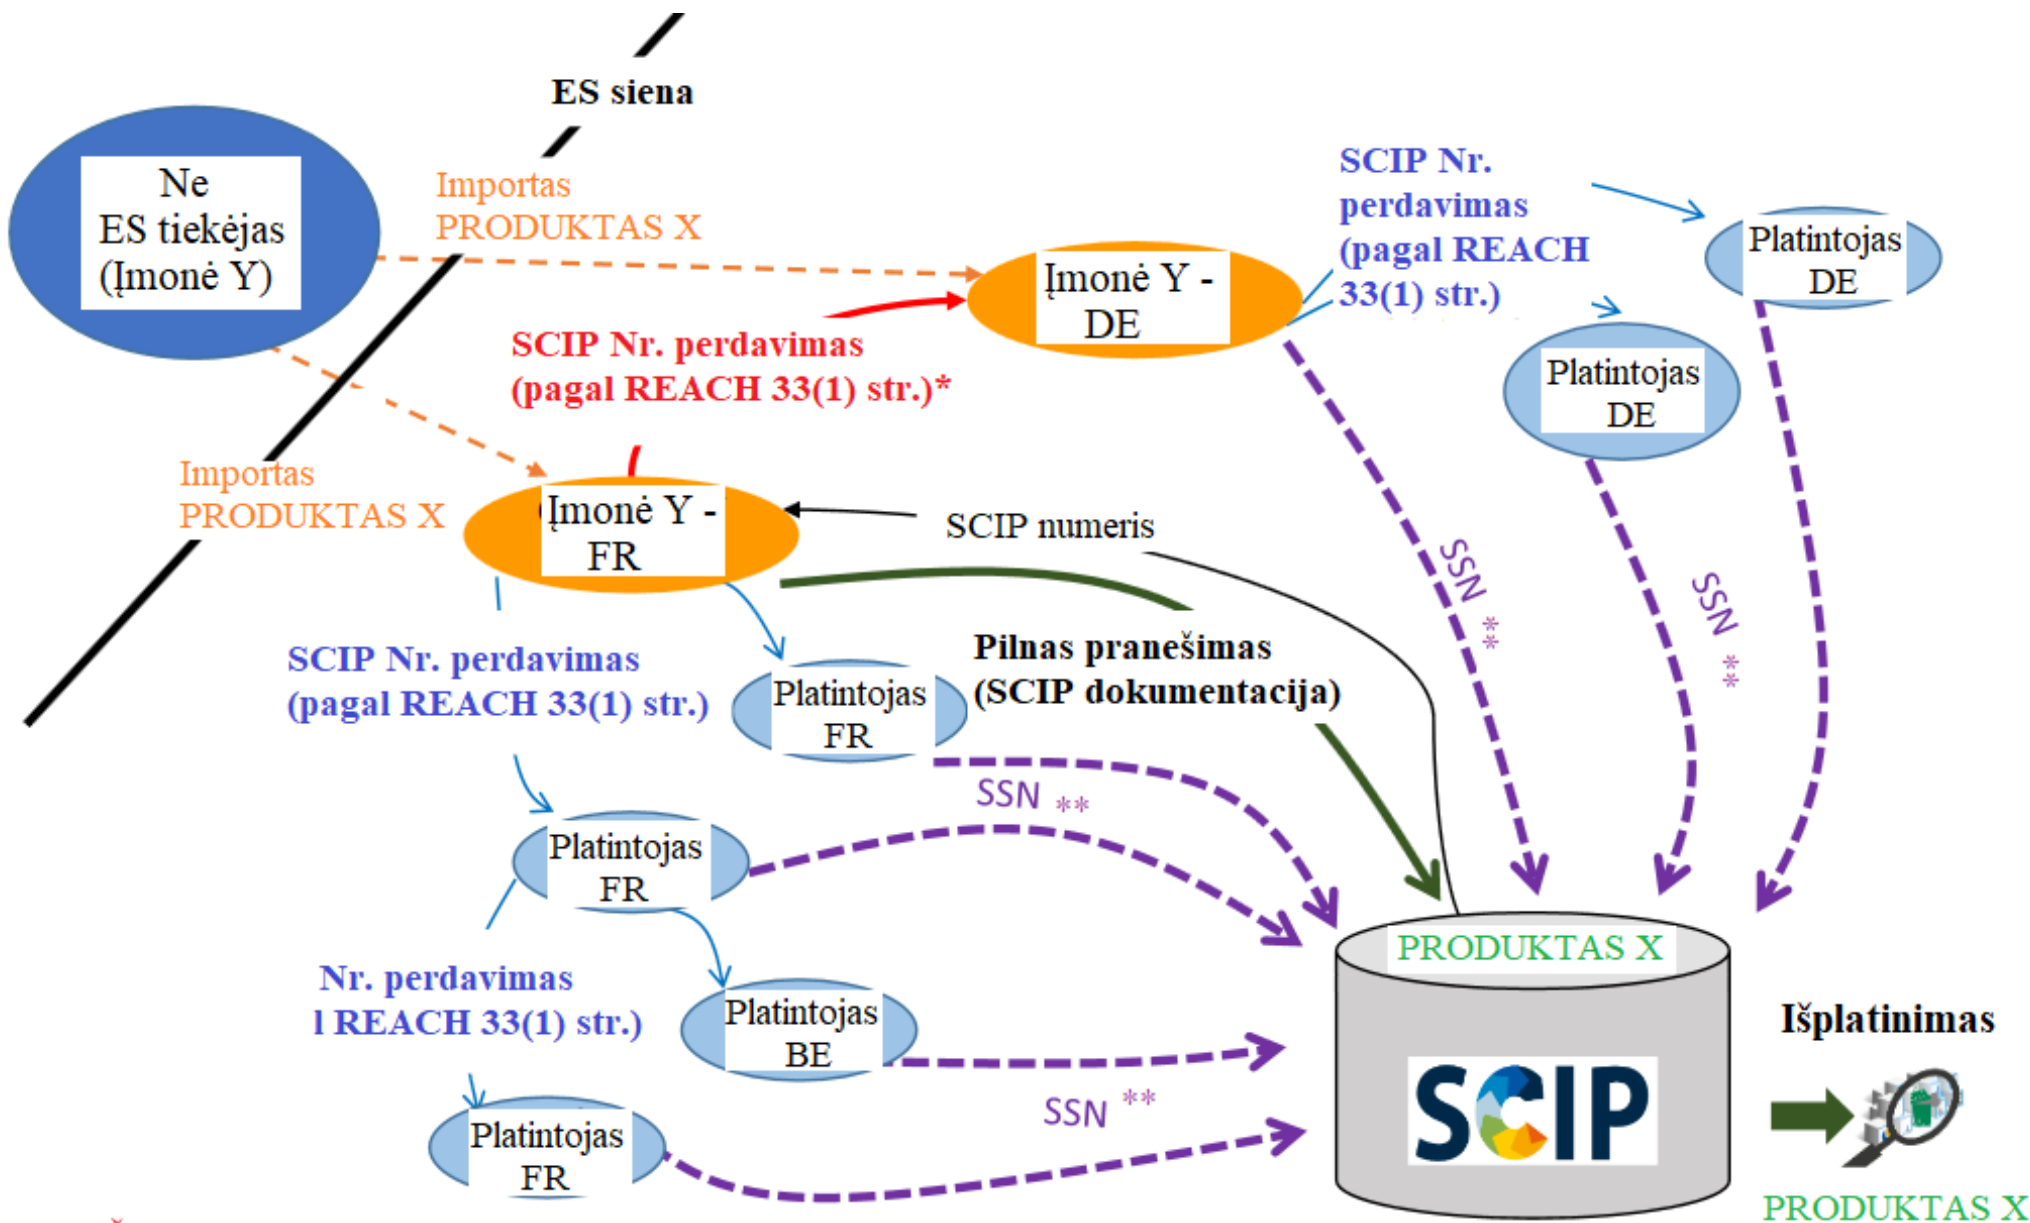 ES siena
Ne
ES tiekėjas
(Įmonė Y)
Importas
PRODUKTAS X
SCIP Nr.
perdavimas
(pagal REACH
33(1) str.)
Platintojas
DE
Įmonė Y -
DE
SCIP Nr. perdavimas
(pagal REACH 33(1) str.)*
Platintojas
DE
Importas
PRODUKTAS X
Įmonė Y -
FR
SCIP numeris
SSN **
SSN **
SCIP Nr. perdavimas
(pagal REACH 33(1) str.)
Pilnas pranešimas
(SCIP dokumentacija)
Platintojas
FR
SSN **
Platintojas
FR
PRODUKTAS X
Nr. perdavimas
l REACH 33(1) str.)
Platintojas
BE
Išplatinimas
SSN **
SCIP
Platintojas
FR
PRODUKTAS X